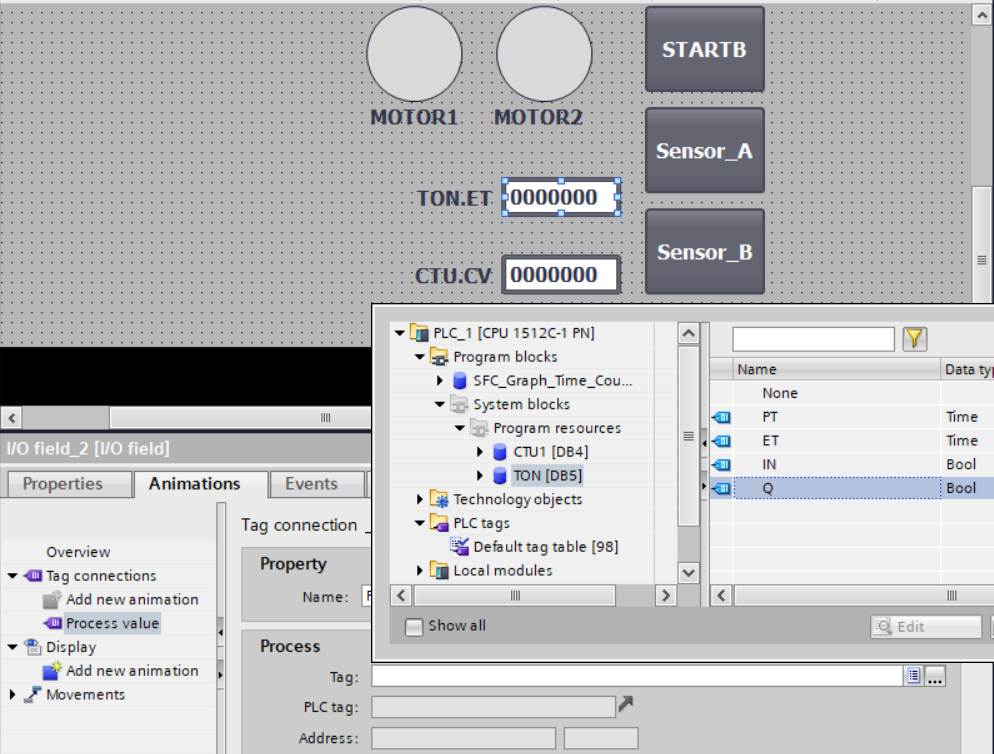 STARTB
MOTOR1 MOTOR2
Sensor_A
TON.ET 0000000
Sensor_B
CTU.CV 0000000
PLC_1 [CPU 1512C-1 PN]
Program blocks
SFC_Graph_Time_Cou...
System blocks
Program resources
CTU1 [DB4]
TON [DB5]
Technology objects
PLC tags
Default tag table [98]
Local modules
Show all
Name Data typ
None
PT Time
ET Time
IN Bool
Q Bool
Edit
I/O field_2 [I/O field]
Properties Animations Events
Overview
Tag connections
Add new animation
Process value
Display
Add new animation
Movements
Tag connection
Property
Name:
Process
Tag:
...
PLC tag:
Address: